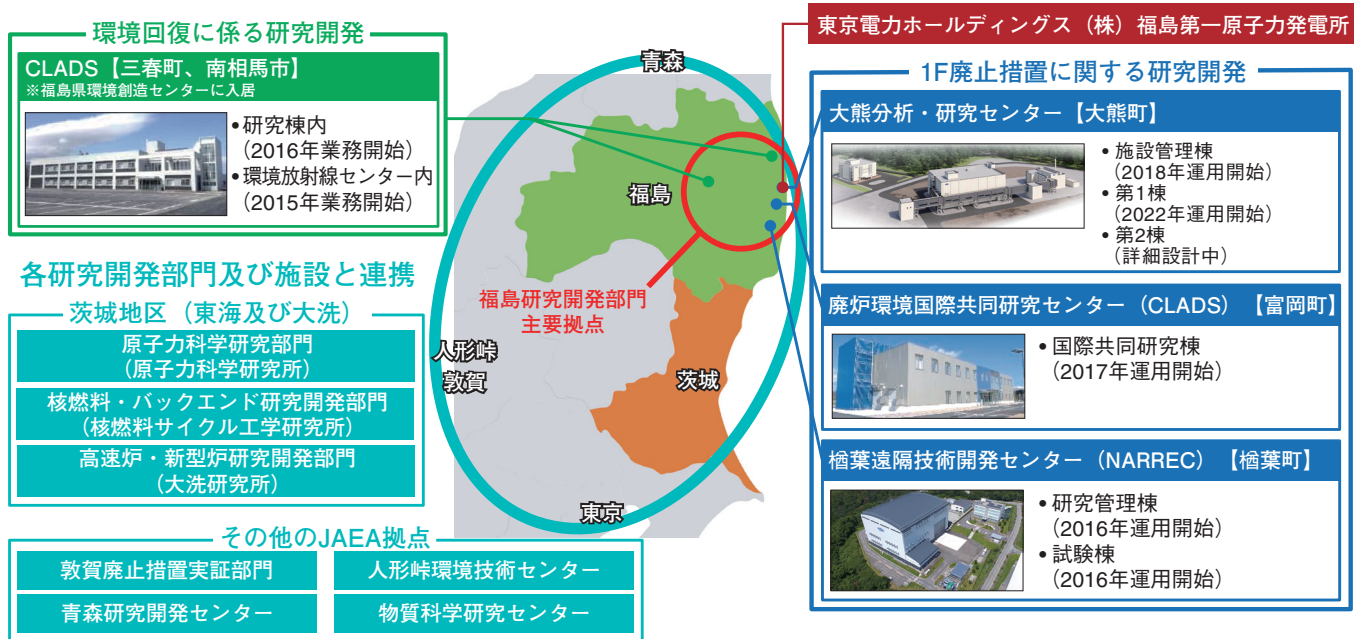 環境回復に係る研究開発
CLADS【三春町、南相馬市】
※福島県環境創造センターに入居
•研究棟内
（2016年業務開始）
•環境放射線センター内
（2015年業務開始）
各研究開発部門及び施設と連携
茨城地区（東海及び大洗）
原子力科学研究部門
（原子力科学研究所）
核燃料・バックエンド研究開発部門
（核燃料サイクル工学研究所）
高速炉・新型炉研究開発部門
（大洗研究所）
その他のJAEA拠点
敦賀廃止措置実証部門
人形峠環境技術センター
青森研究開発センター
物質科学研究センター
青森
福島
福島研究開発部門
主要拠点
人形峠
敦賀
茨城
東京
東京電力ホールディングス（株）福島第一原子力発電所
1F廃止措置に関する研究開発
大熊分析・研究センター【大熊町】
• 施設管理棟
（2018年運用開始）
• 第1棟
（2022年運用開始）
• 第2棟
（詳細設計中）
廃炉環境国際共同研究センター（CLADS）【富岡町】
• 国際共同研究棟
（2017年運用開始）
楢葉遠隔技術開発センター（NARREC）【楢葉町】
• 研究管理棟
（2016年運用開始）
• 試験棟
（2016年運用開始）